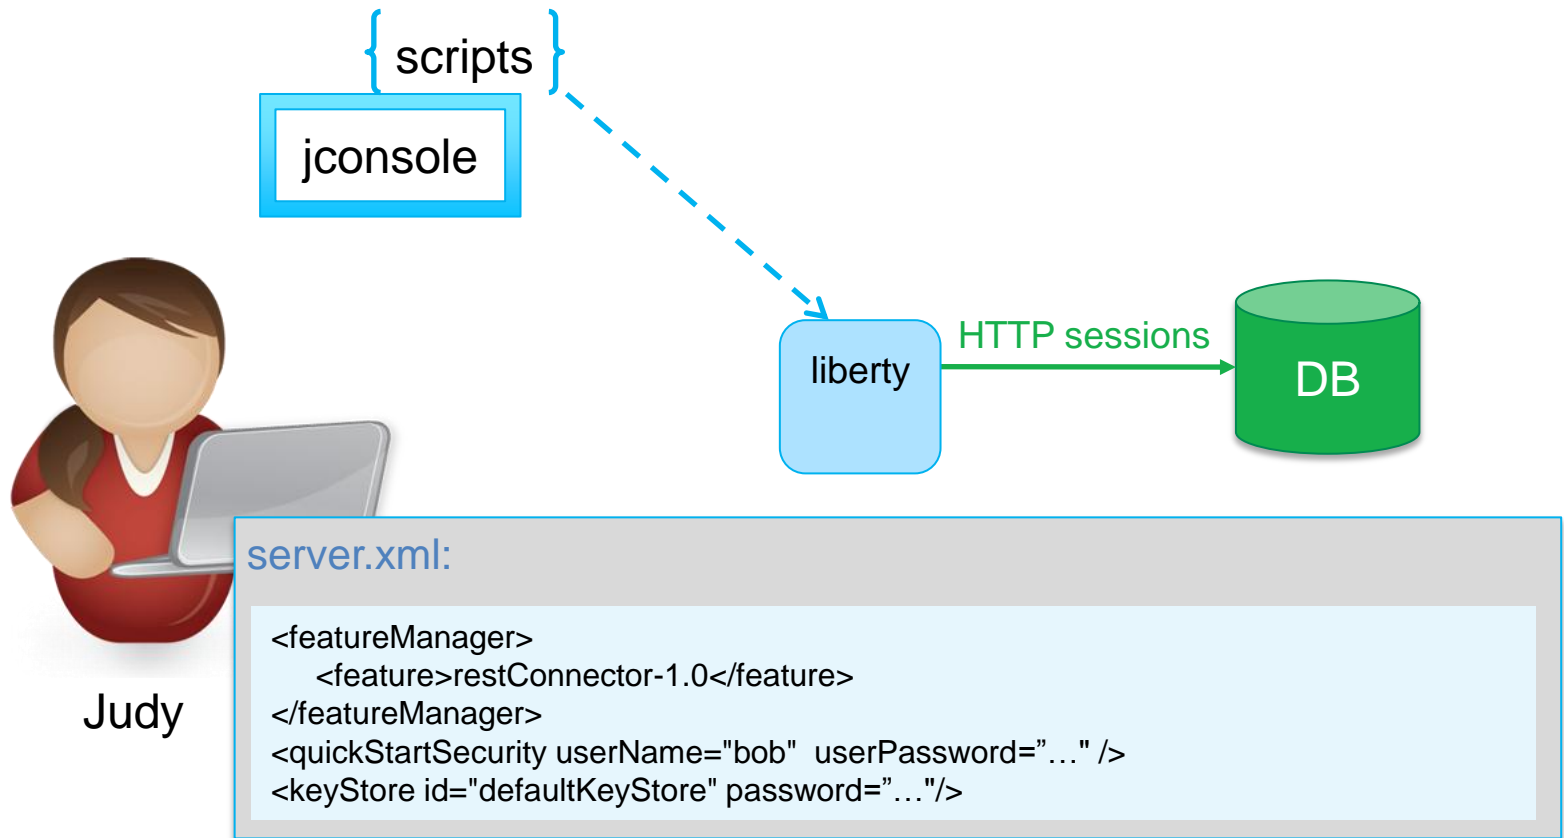 { scripts }
jconsole
HTTP sessions
liberty
DB
Judy
server.xml:
<featureManager>
<feature>restConnector-1.0</feature>
</featureManager>
<quickStartSecurity userName="bob"  userPassword=”…" />
<keyStore id="defaultKeyStore" password=”…"/>